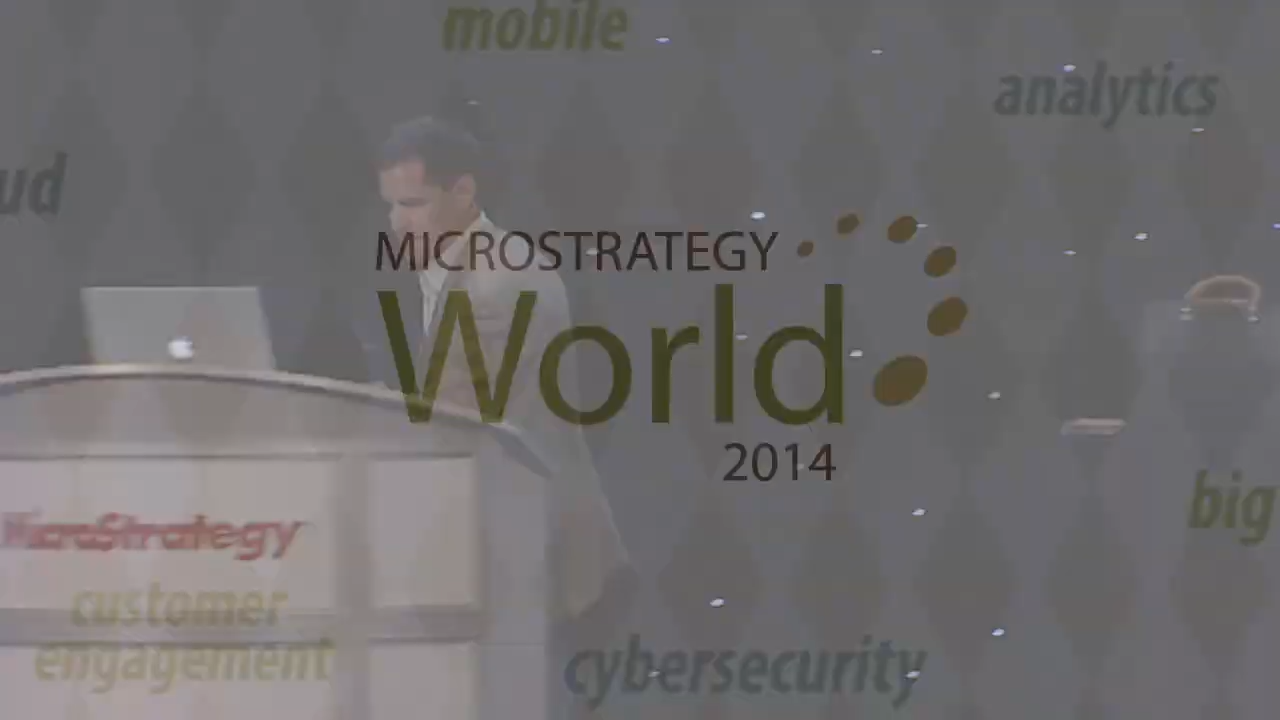 mobile
analytics
ud
MICROSTRATEGY
World
2014
big
MicroStrategy
customer
engagement
cybersecurity